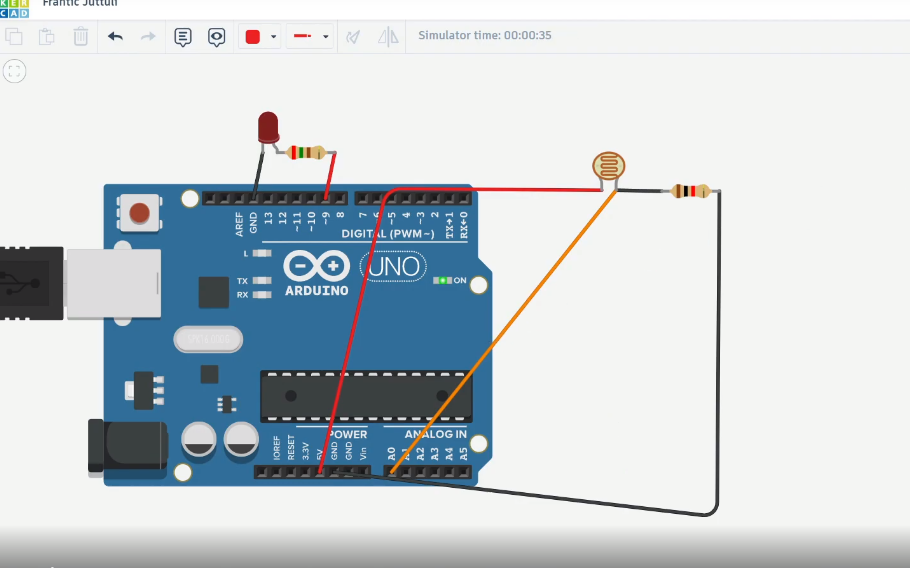 KER
CAD
Frantic Juttuli
Simulator time: 00:00:35
AREF
GND
13
12
~11
~10
~9
8
7
6
~5
4
~3
2
TX→1
RX←0
DIGITAL (PWM~)
L
TX
RX
ARDUINO
UNO
ON
POWER
ANALOG IN
IOREF
RESET
3.3V
5V
GND
GND
Vin
A0
A1
A2
A3
A4
A5